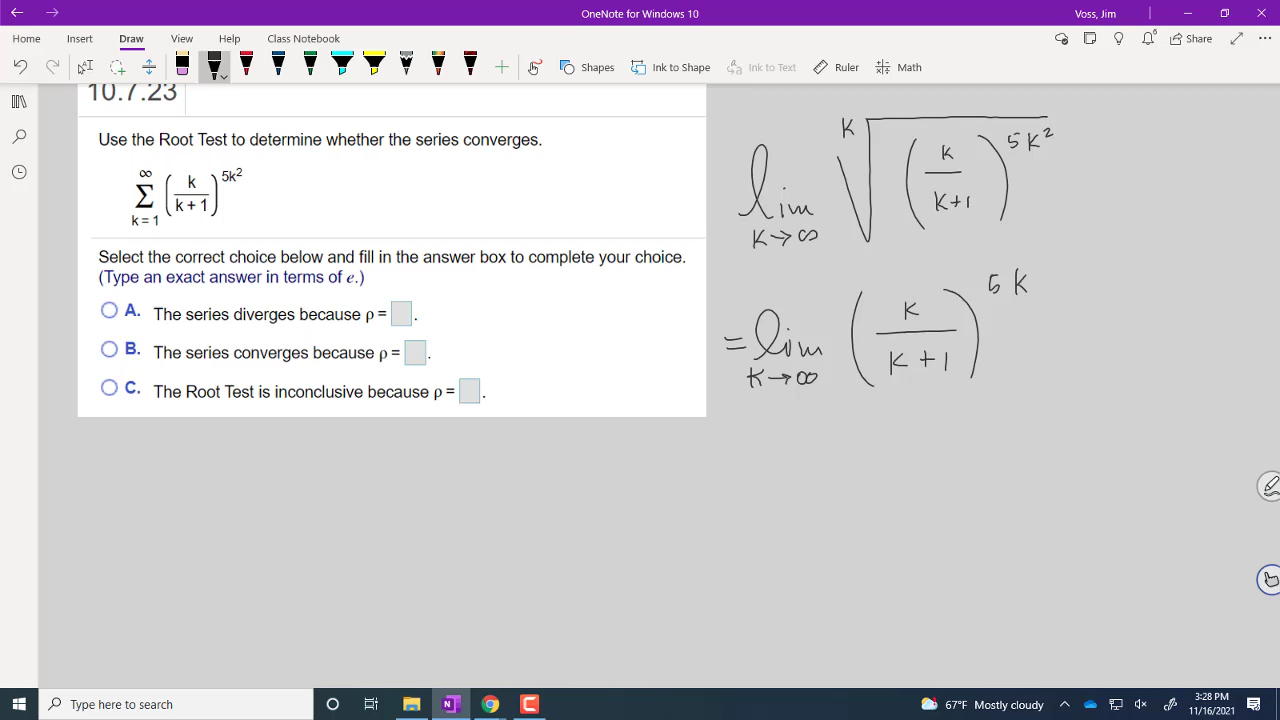 OneNote for Windows 10
Voss, Jim
Home Insert Draw View Help Class Notebook
Share
Shapes Ink to Shape Ink to Text Ruler Math
10.7.23
Use the Root Test to determine whether the series converges.
∞
∑ (k/(k + 1))^5k²
k = 1
Select the correct choice below and fill in the answer box to complete your choice.
(Type an exact answer in terms of e.)
A. The series diverges because ρ = .
B. The series converges because ρ = .
C. The Root Test is inconclusive because ρ = .
lim k→∞ ᵏ√(k/(k+1))^5k²
= lim k→∞ (k/(k+1))^5k
Type here to search
67°F Mostly cloudy
3:28 PM
11/16/2021
6